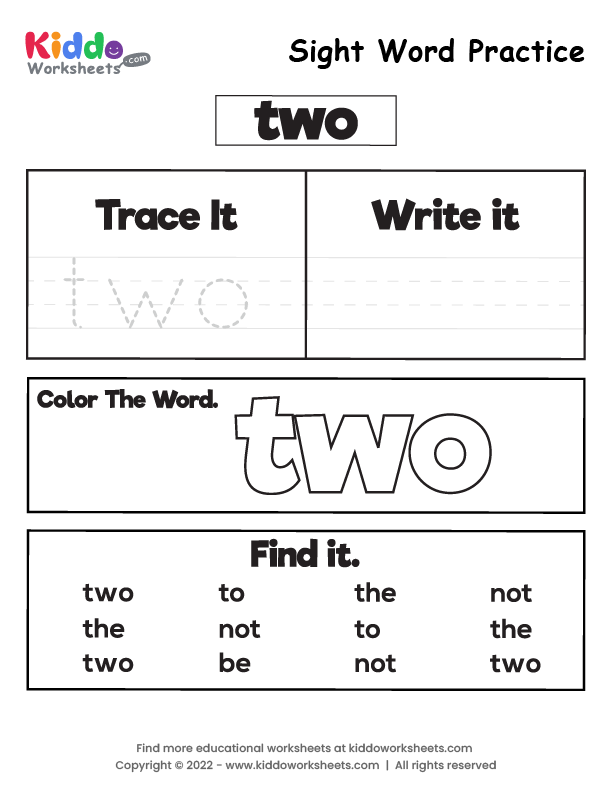 Kiddo
Worksheets.com
Sight Word Practice
two
Trace It
Write it
two
Color The Word.
two
Find it.
two to the not
the not to the
two be not two
Find more educational worksheets at kiddoworksheets.com
Copyright © 2022 - www.kiddoworksheets.com | All rights reserved